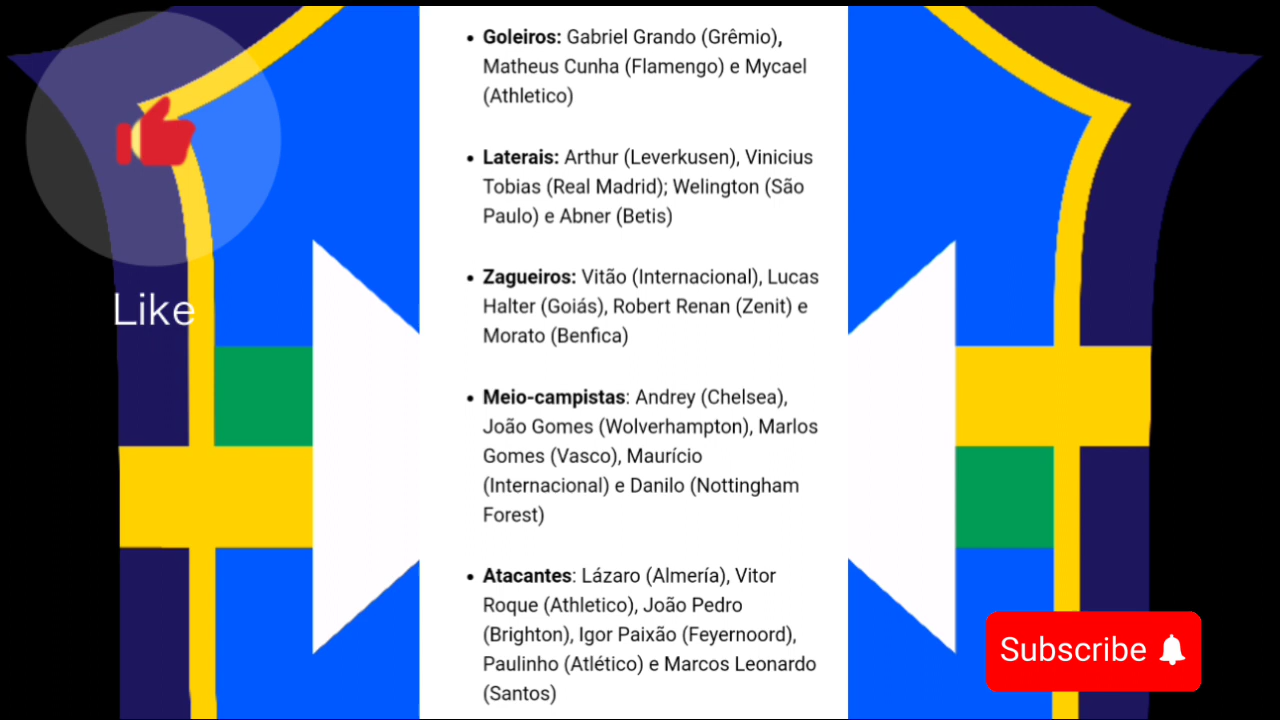 Goleiros: Gabriel Grando (Grêmio),
Matheus Cunha (Flamengo) e Mycael
(Athletico)
Laterais: Arthur (Leverkusen), Vinicius
Tobias (Real Madrid); Welington (São
Paulo) e Abner (Betis)
Zagueiros: Vitão (Internacional), Lucas
Halter (Goiás), Robert Renan (Zenit) e
Morato (Benfica)
Meio-campistas: Andrey (Chelsea),
João Gomes (Wolverhampton), Marlos
Gomes (Vasco), Maurício
(Internacional) e Danilo (Nottingham
Forest)
Atacantes: Lázaro (Almería), Vitor
Roque (Athletico), João Pedro
(Brighton), Igor Paixão (Feyernoord),
Paulinho (Atlético) e Marcos Leonardo
(Santos)
Like
Subscribe